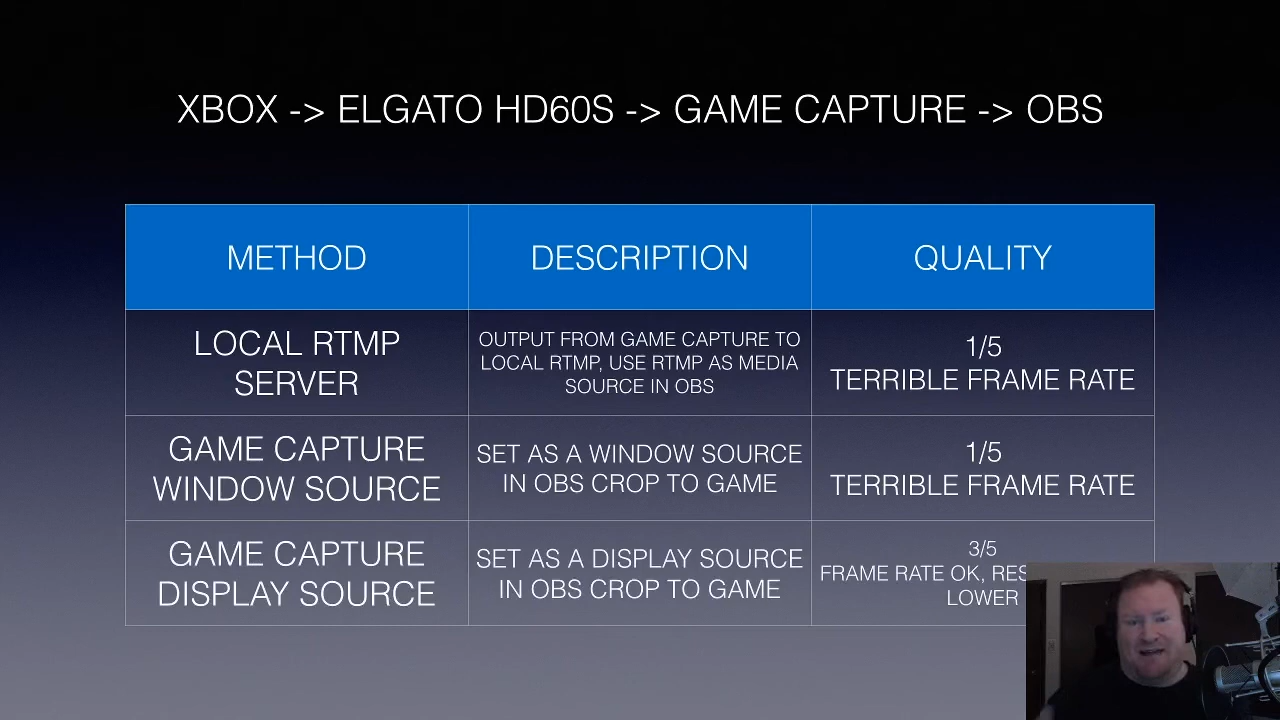 XBOX -> ELGATO HD60S -> GAME CAPTURE -> OBS
METHOD
DESCRIPTION
QUALITY
LOCAL RTMP
SERVER
OUTPUT FROM GAME CAPTURE TO
LOCAL RTMP, USE RTMP AS MEDIA
SOURCE IN OBS
1/5
TERRIBLE FRAME RATE
GAME CAPTURE
WINDOW SOURCE
SET AS A WINDOW SOURCE
IN OBS CROP TO GAME
1/5
TERRIBLE FRAME RATE
GAME CAPTURE
DISPLAY SOURCE
SET AS A DISPLAY SOURCE
IN OBS CROP TO GAME
3/5
FRAME RATE OK,
LOWER